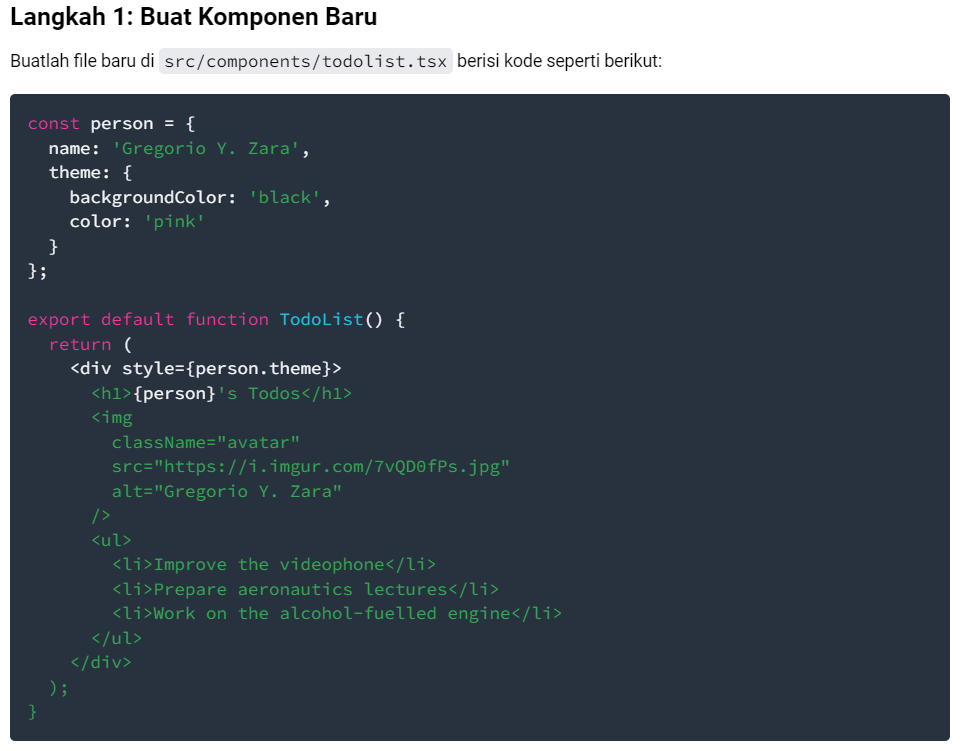 Langkah 1: Buat Komponen Baru
Buatlah file baru di src/components/todolist.tsx berisi kode seperti berikut:
const person = {
  name: 'Gregorio Y. Zara',
  theme: {
    backgroundColor: 'black',
    color: 'pink'
  }
};

export default function TodoList() {
  return (
    <div style={person.theme}>
      <h1>{person}'s Todos</h1>
      <img
        className="avatar"
        src="https://i.imgur.com/7vQD0fPs.jpg"
        alt="Gregorio Y. Zara"
      />
      <ul>
        <li>Improve the videophone</li>
        <li>Prepare aeronautics lectures</li>
        <li>Work on the alcohol-fuelled engine</li>
      </ul>
    </div>
  );
}